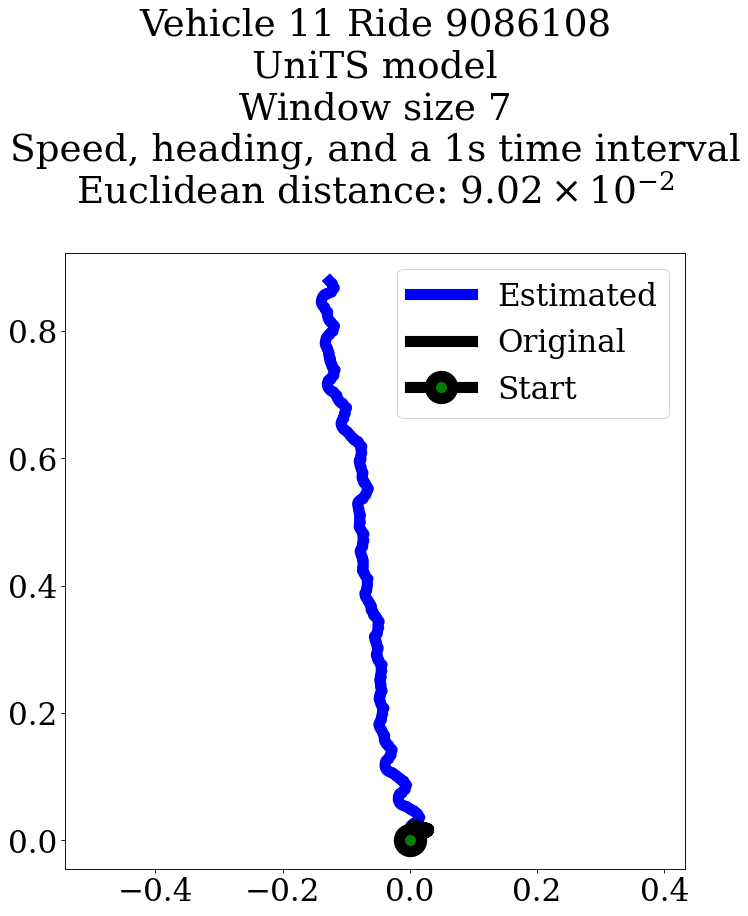 Vehicle 11 Ride 9086108
UniTS model
Window size 7
Speed, heading, and a 1s time interval
Euclidean distance: 9.02 × 10⁻²
Estimated
Original
Start
0.8
0.6
0.4
0.2
0.0
−0.4 −0.2 0.0 0.2 0.4